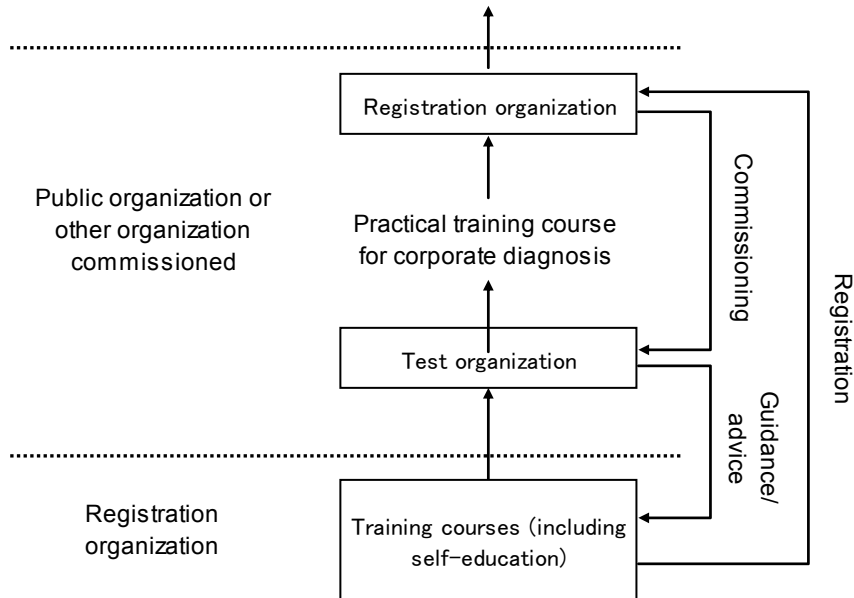 Registration organization
Commissioning
Public organization or
other organization
commissioned
Practical training course
for corporate diagnosis
Registration
Test organization
Guidance/
advice
Registration
organization
Training courses (including
self-education)